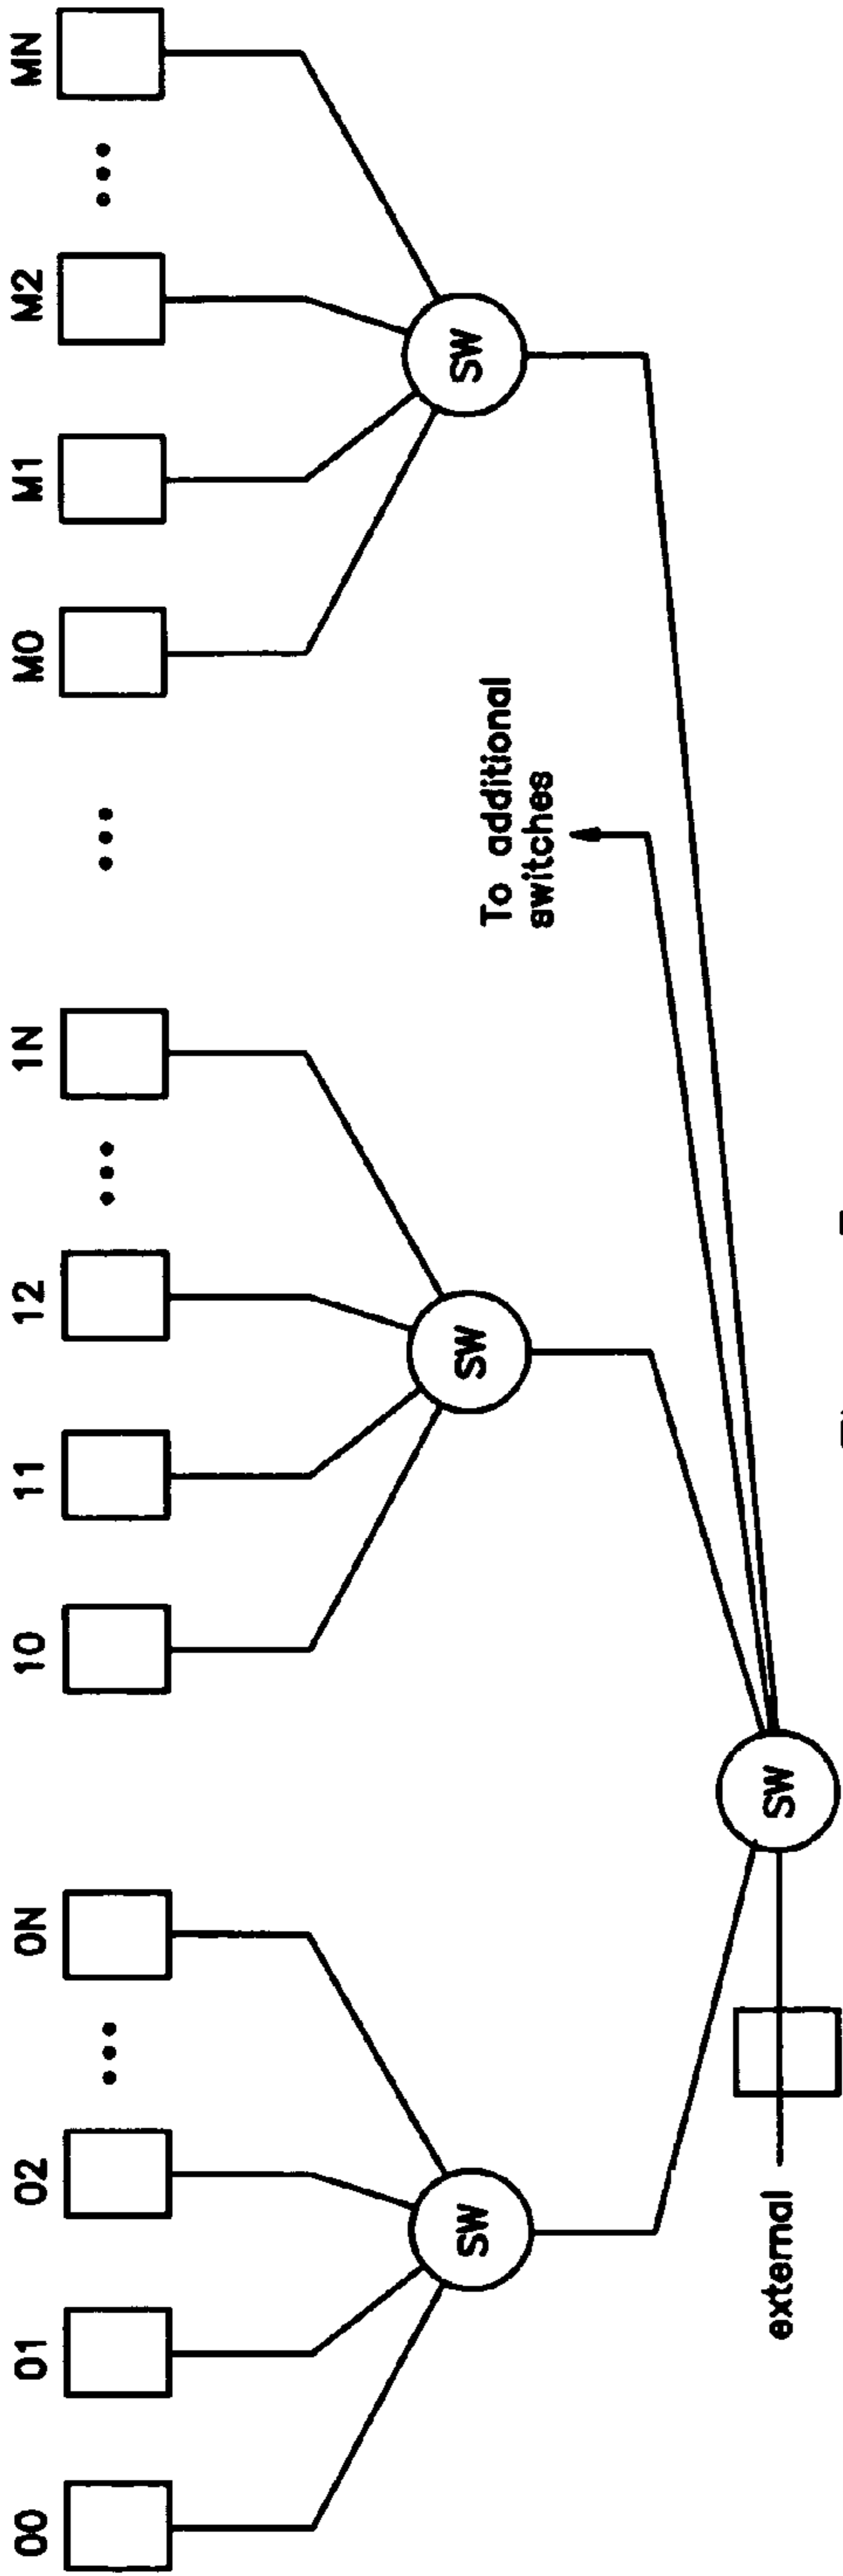 00
01
02
0N
10
11
12
1N
M0
M1
M2
MN
SW
SW
SW
To additional
switches
SW
external